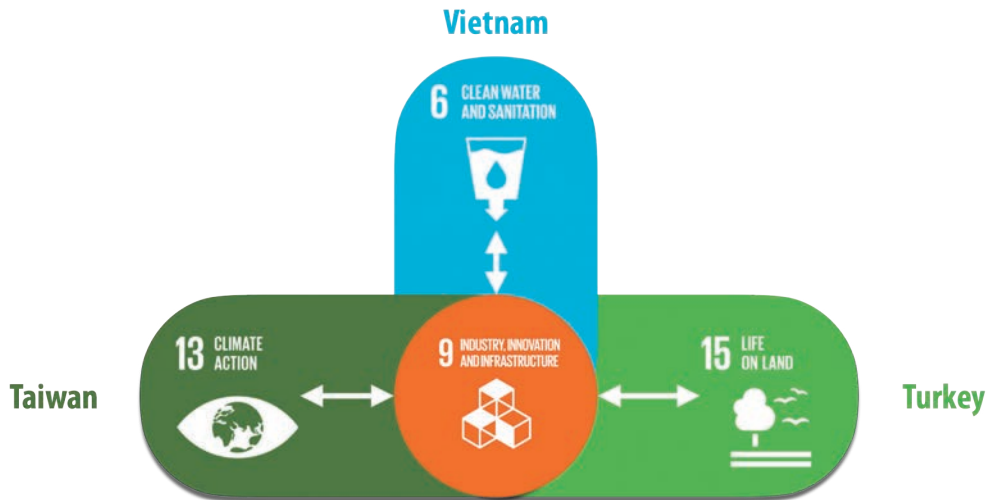 Vietnam
6
CLEAN WATER
AND SANITATION
13
CLIMATE
ACTION
9
INDUSTRY, INNOVATION
AND INFRASTRUCTURE
15
LIFE
ON LAND
Taiwan
Turkey